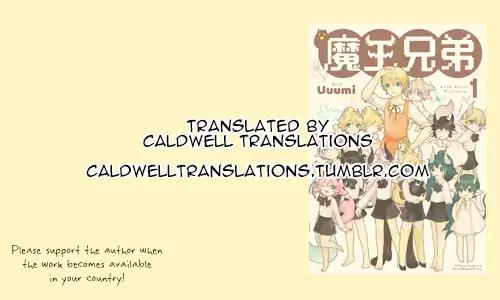 魔王兄弟
Uuumi
1
TRANSLATED BY
CALDWELL TRANSLATIONS
CALDWELLTRANSLATIONS.TUMBLR.COM
Please support the author when
the work becomes available
in your country!